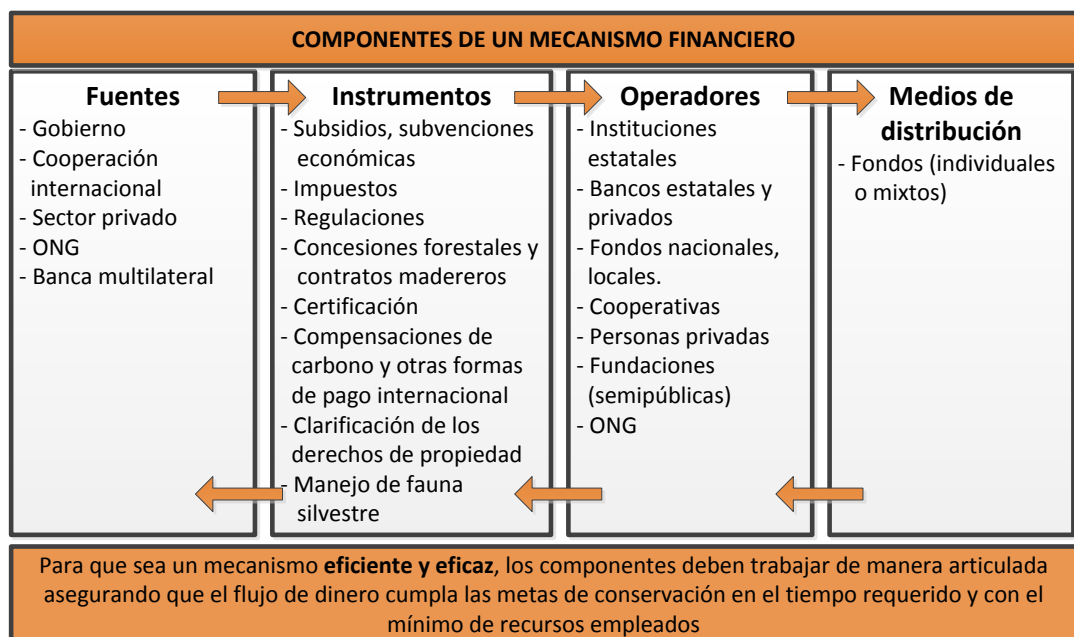 COMPONENTES DE UN MECANISMO FINANCIERO
Fuentes
- Gobierno
- Cooperación
internacional
- Sector privado
- ONG
- Banca multilateral
Instrumentos
- Subsidios, subvenciones
económicas
- Impuestos
- Regulaciones
- Concesiones forestales y
contratos madereros
- Certificación
- Compensaciones de
carbono y otras formas
de pago internacional
- Clarificación de los
derechos de propiedad
- Manejo de fauna
silvestre
Operadores
- Instituciones
estatales
- Bancos estatales y
privados
- Fondos nacionales,
locales.
- Cooperativas
- Personas privadas
- Fundaciones
(semipúblicas)
- ONG
Medios de
distribución
- Fondos (individuales
o mixtos)
Para que sea un mecanismo eficiente y eficaz, los componentes deben trabajar de manera articulada
asegurando que el flujo de dinero cumpla las metas de conservación en el tiempo requerido y con el
mínimo de recursos empleados